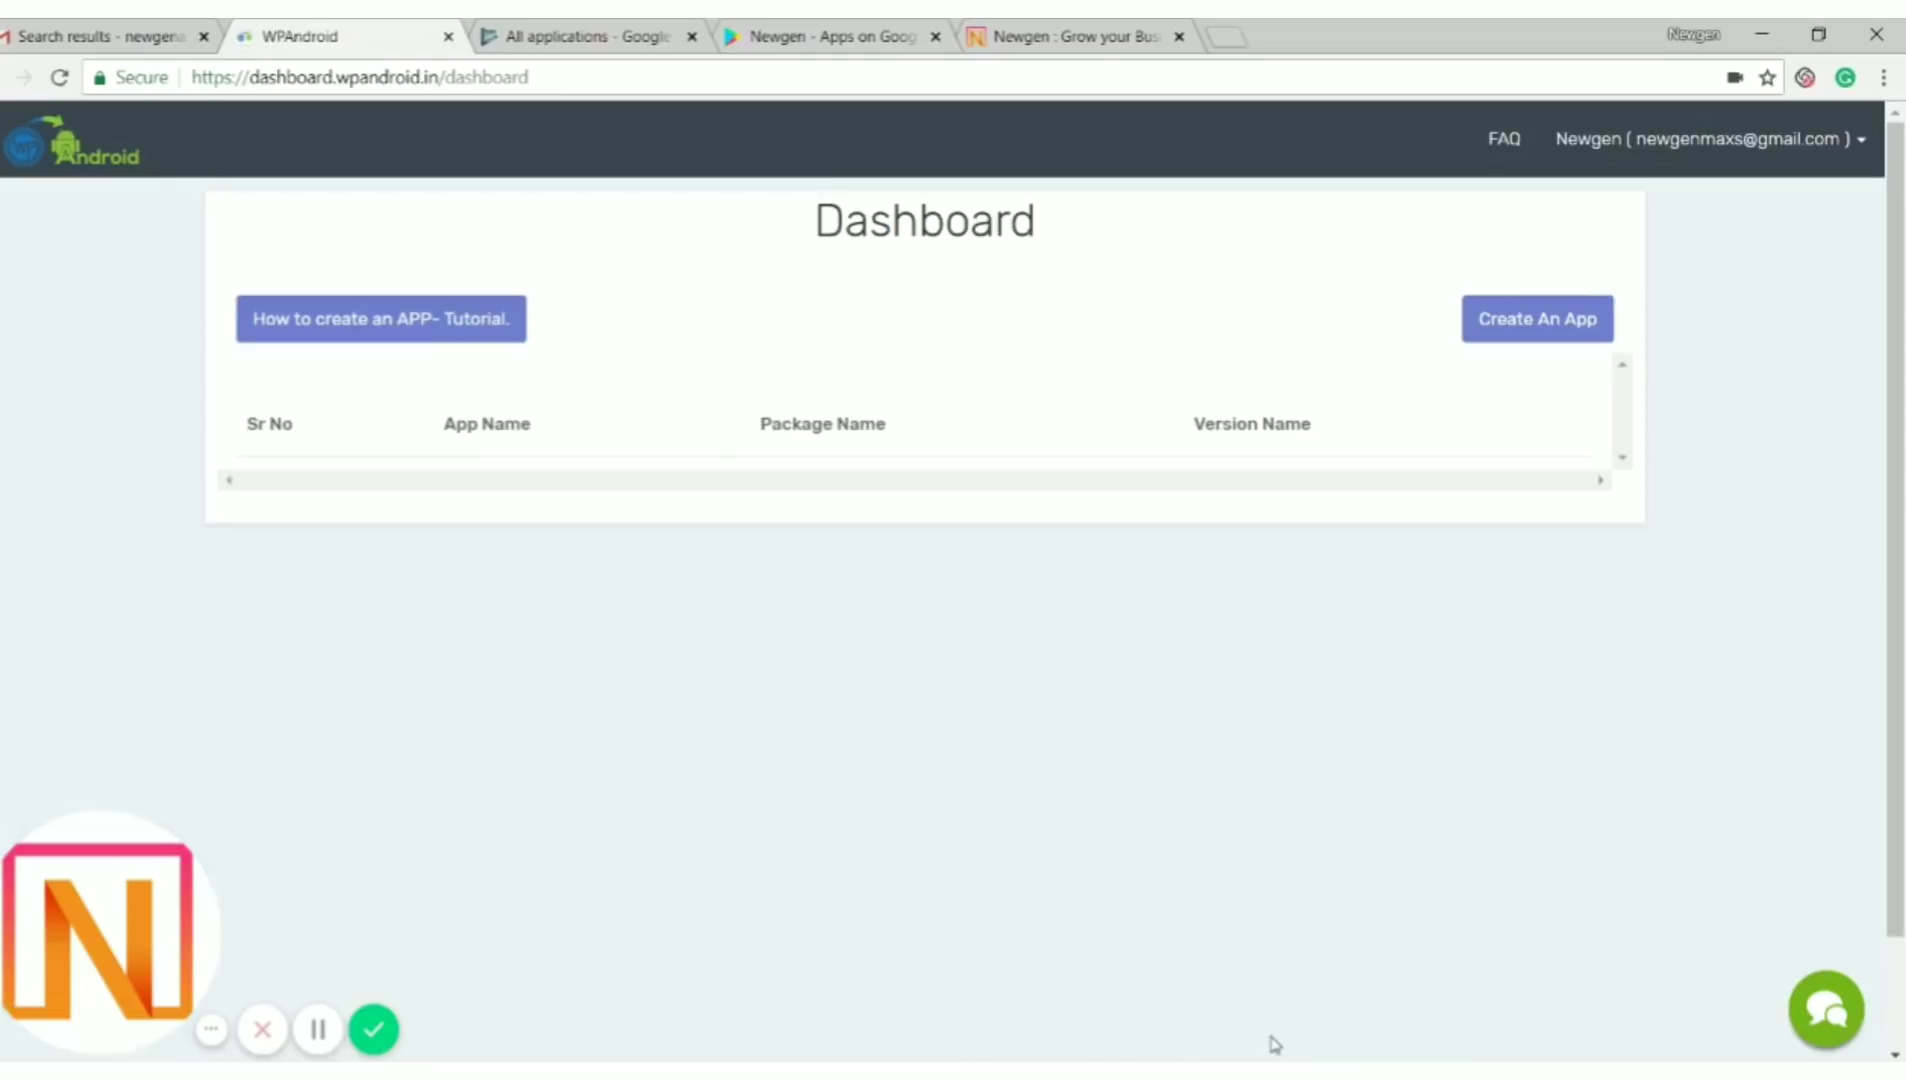 Search results - newgena
WPAndroid
All applications - Google
Newgen - Apps on Goog
Newgen : Grow your Bus
Newgen
Secure
https://dashboard.wpandroid.in/dashboard
WP Android
FAQ
Newgen ( newgenmaxs@gmail.com )
Dashboard
How to create an APP- Tutorial.
Create An App
Sr No
App Name
Package Name
Version Name
N